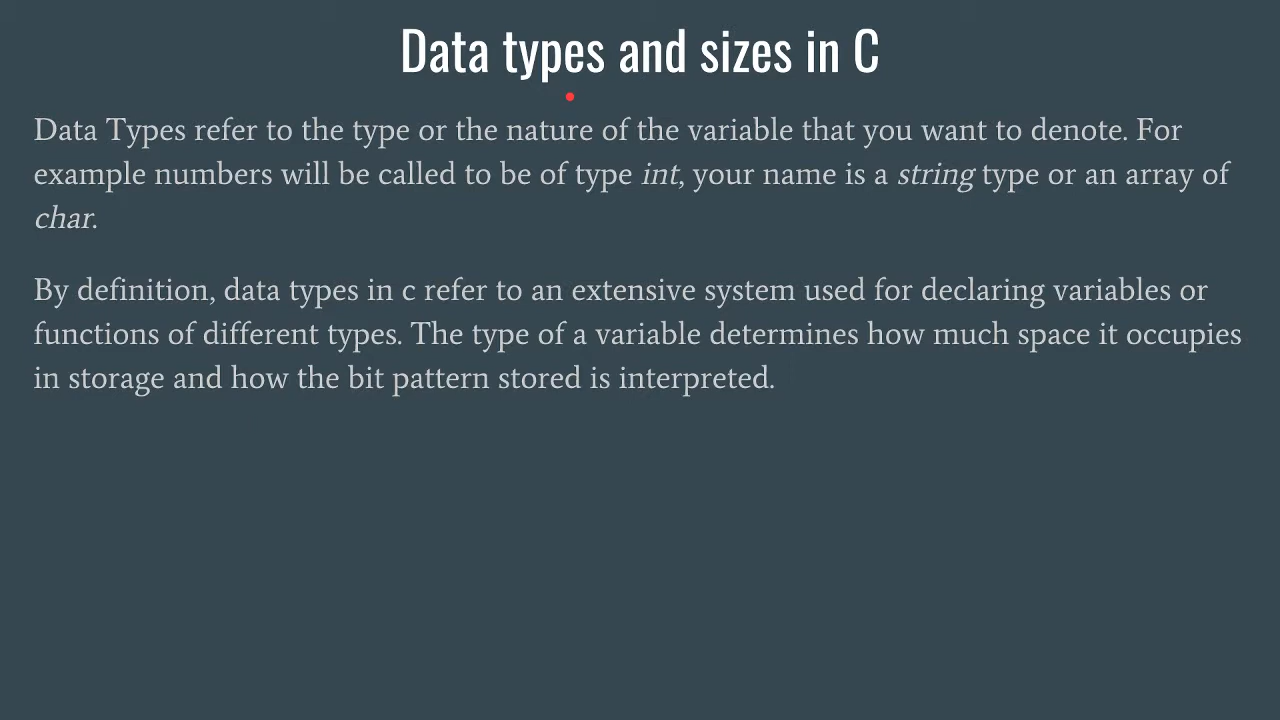 Data types and sizes in C
Data Types refer to the type or the nature of the variable that you want to denote. For
example numbers will be called to be of type int, your name is a string type or an array of
char.
By definition, data types in c refer to an extensive system used for declaring variables or
functions of different types. The type of a variable determines how much space it occupies
in storage and how the bit pattern stored is interpreted.